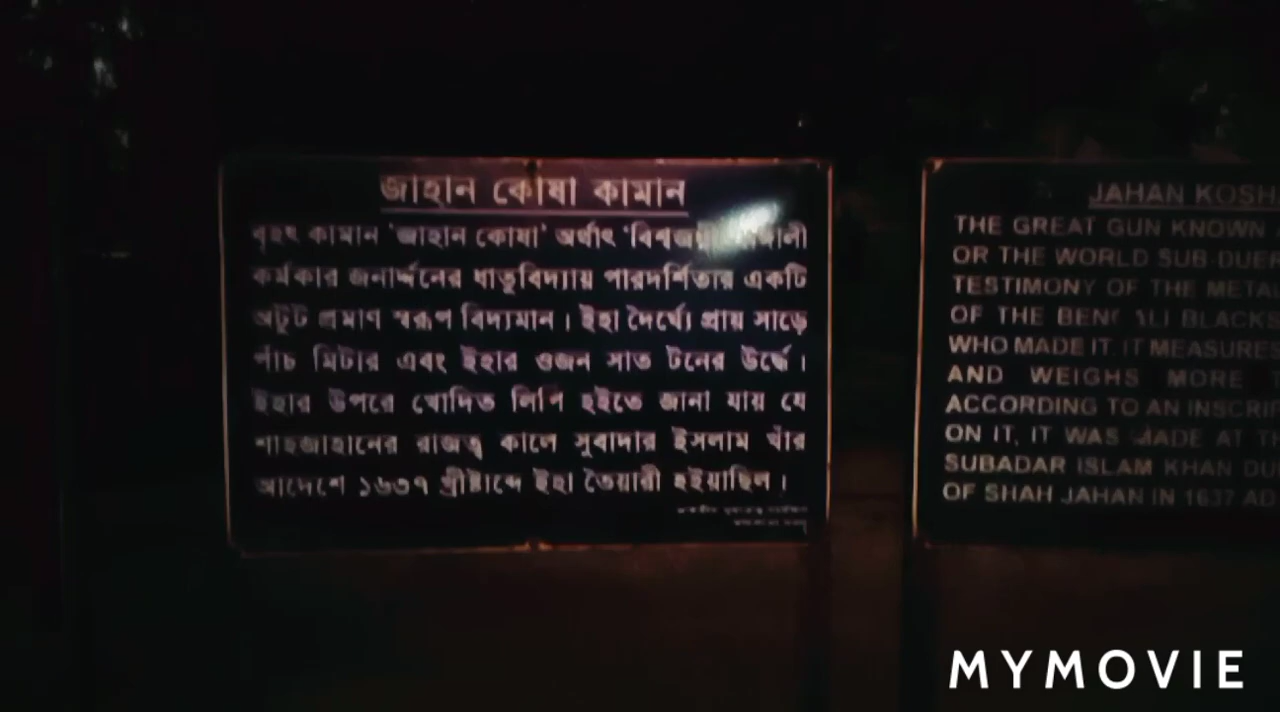 জাহান কোষা কামান
বৃহৎ কামান 'জাহান কোষা' অর্থাৎ
কর্মকার জনার্দ্দনের ধাতুবিদ্যায় পারদর্শিতার একটি
অটুট প্রমাণ স্বরূপ বিদ্যমান। ইহা দৈর্ঘ্যে প্রায় সাড়ে
পাঁচ মিটার এবং ইহার ওজন সাত টনের উর্দ্ধে।
ইহার উপরে খোদিত লিপি হইতে জানা যায় যে
শাহজাহানের রাজত্ব কালে সুবাদার ইসলাম খাঁর
আদেশে ১৬৩৭ খ্রীষ্টাব্দে ইহা তৈয়ারী হইয়াছিল।
JAHAN KOSH
THE GREAT GUN KNOWN
OR THE WORLD SUB-DUER
TESTIMONY OF THE META
OF THE BENGALI BLACKS
WHO MADE IT. IT MEASURES
AND WEIGHS MORE
ACCORDING TO AN INSCRI
ON IT, IT WAS MADE AT TH
SUBADAR ISLAM KHAN DU
OF SHAH JAHAN IN 1637 AD
MYMOVIE